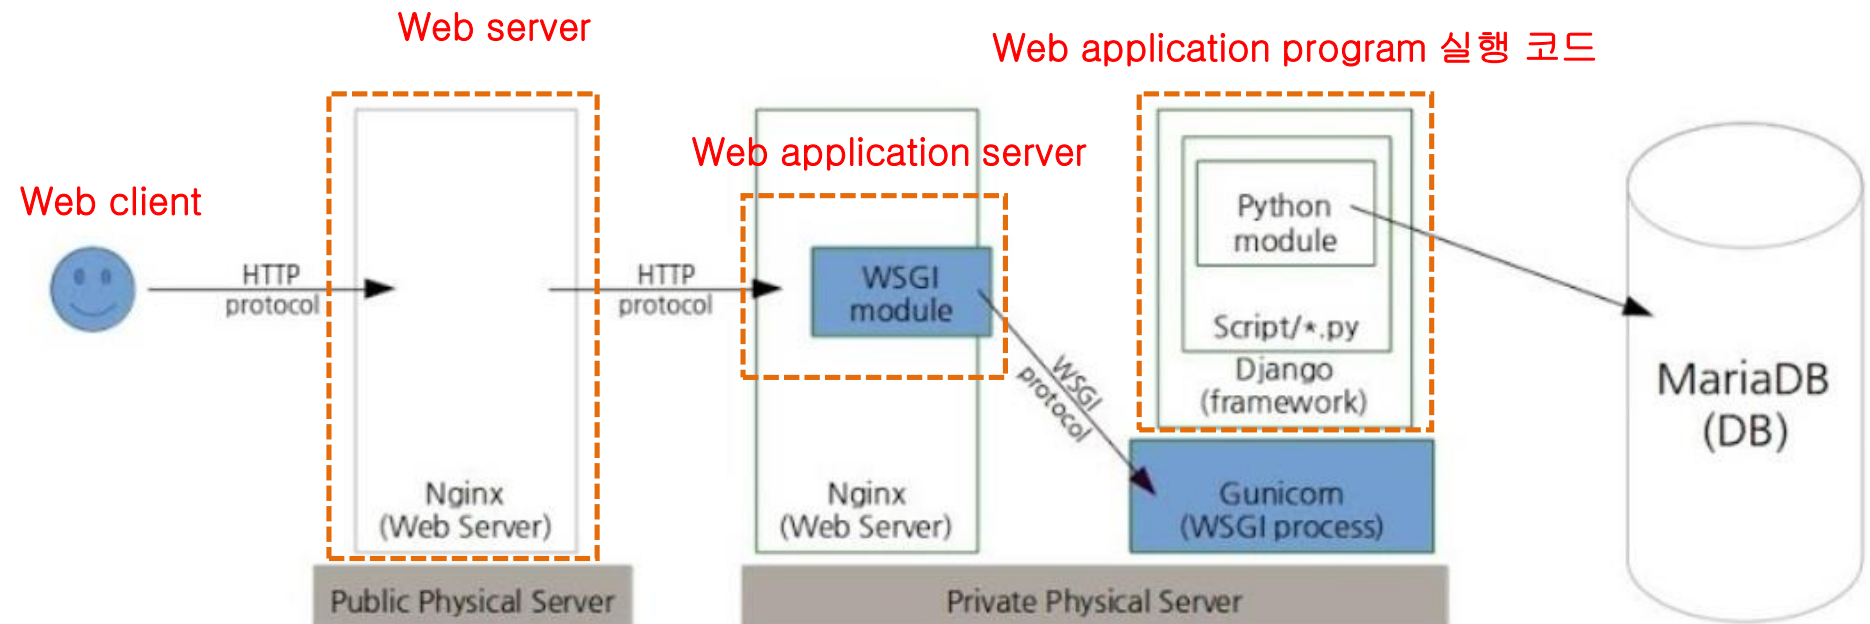 Web server
Web application program 실행 코드
Web application server
Web client
HTTP
protocol
HTTP
protocol
WSGI
module
WSGI
protocol
Python
module
Script/*.py
Django
(framework)
MariaDB
(DB)
Nginx
(Web Server)
Nginx
(Web Server)
Gunicorn
(WSGI process)
Public Physical Server
Private Physical Server